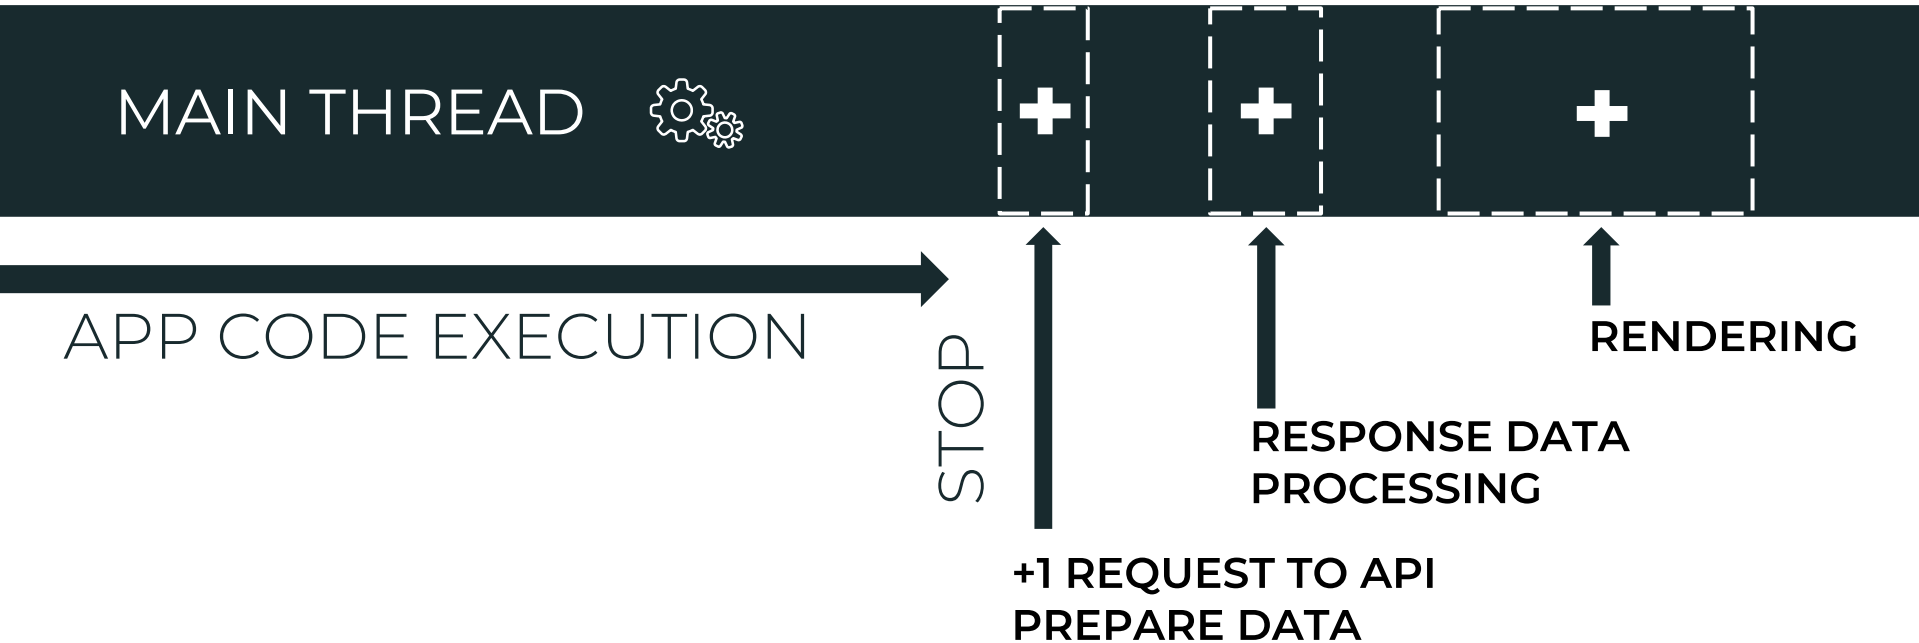 MAIN THREAD
APP CODE EXECUTION
STOP
+1 REQUEST TO API
PREPARE DATA
RESPONSE DATA
PROCESSING
RENDERING